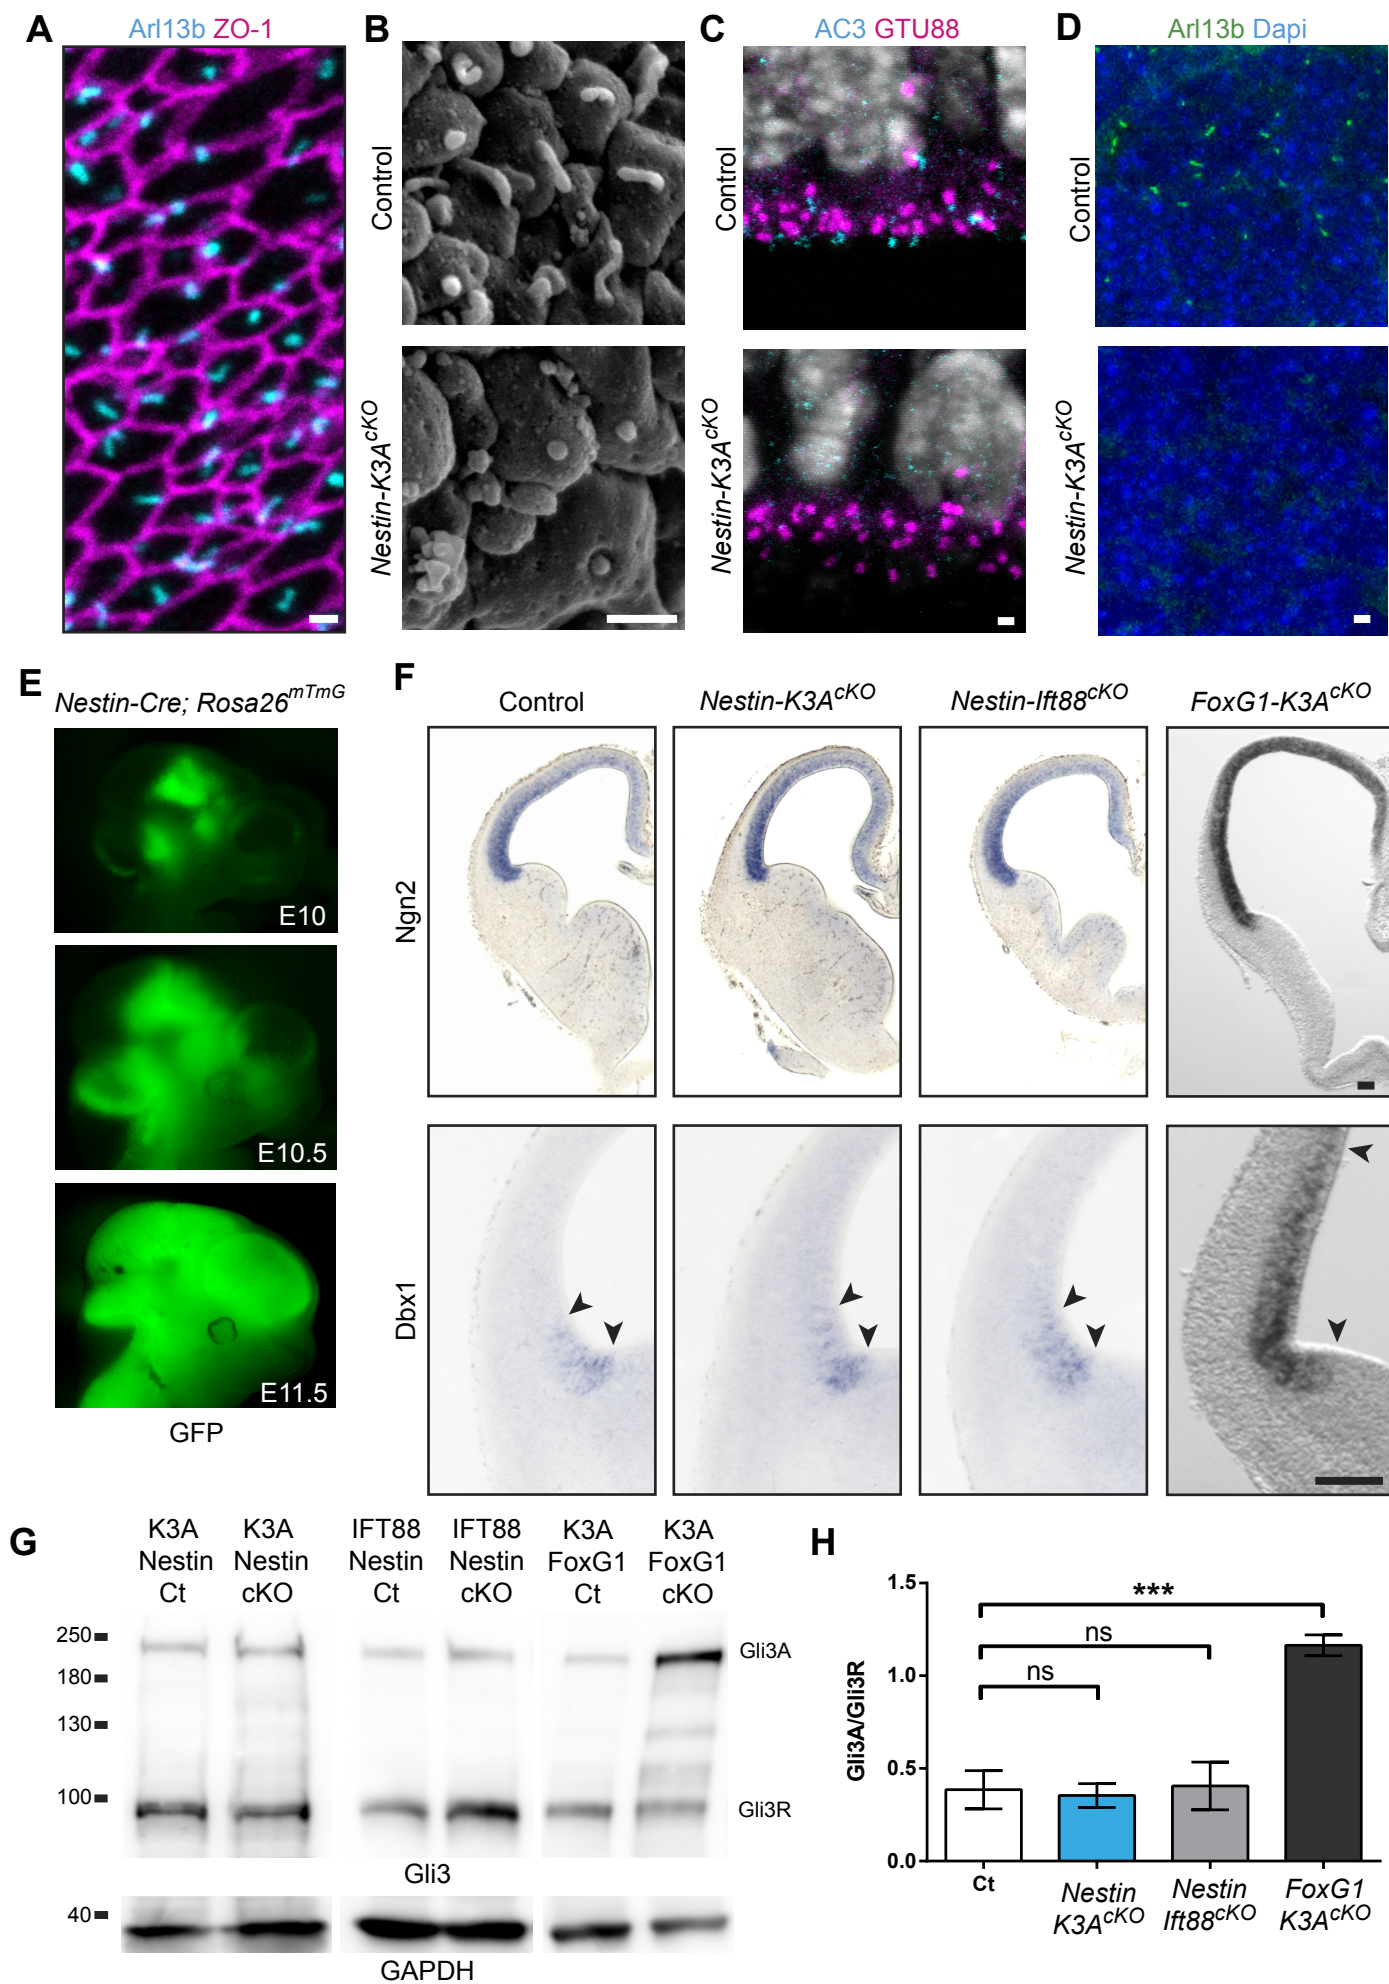 A
Arl13b ZO-1
B
Control
Nestin-K3A^cKO
C
AC3 GTU88
Control
Nestin-K3A^cKO
D
Arl13b Dapi
Control
Nestin-K3A^cKO
E
Nestin-Cre; Rosa26^mTmG
E10
E10.5
E11.5
GFP
F
Control
Nestin-K3A^cKO
Nestin-Ift88^cKO
FoxG1-K3A^cKO
Ngn2
Dbx1
G
K3A Nestin Ct
K3A Nestin cKO
IFT88 Nestin Ct
IFT88 Nestin cKO
K3A FoxG1 Ct
K3A FoxG1 cKO
250
180
130
100
Gli3A
Gli3R
Gli3
40
GAPDH
H
Gli3A/Gli3R
1.5
1.0
0.5
0.0
***
ns
ns
Ct
Nestin K3A^cKO
Nestin Ift88^cKO
FoxG1 K3A^cKO